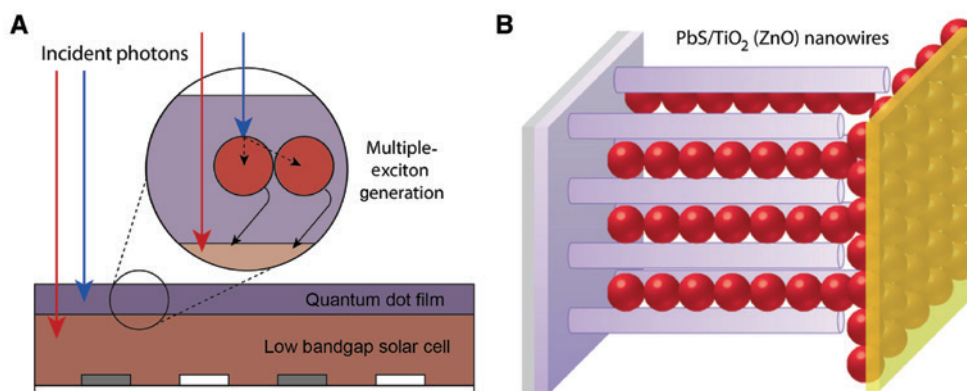 A
Incident photons
Multiple-
exciton
generation
Quantum dot film
Low bandgap solar cell
B
PbS/TiO₂ (ZnO) nanowires